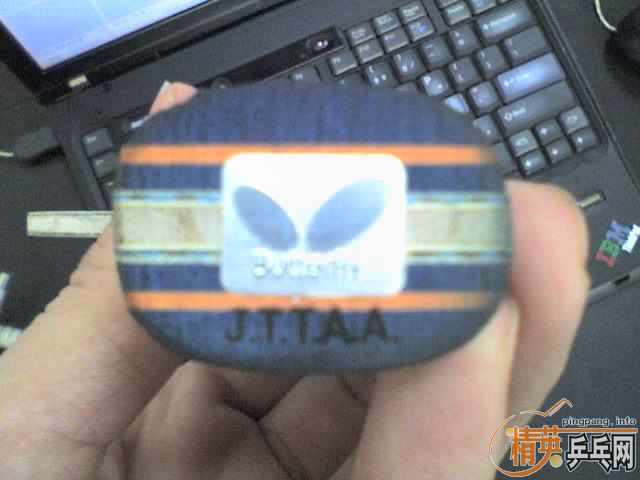 Butterfly
J.T.T.A.A.
IBM
pingpang.info
精英乒乓网